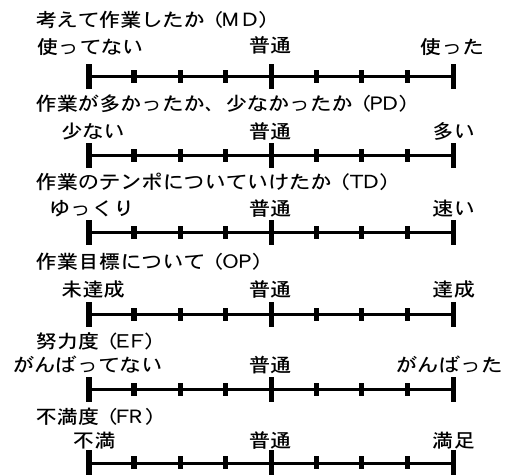 考えて作業したか (MD)
使ってない 普通 使った
作業が多かったか、少なかったか (PD)
少ない 普通 多い
作業のテンポについていけたか (TD)
ゆっくり 普通 速い
作業目標について (OP)
未達成 普通 達成
努力度 (EF)
がんばってない 普通 がんばった
不満度 (FR)
不満 普通 満足